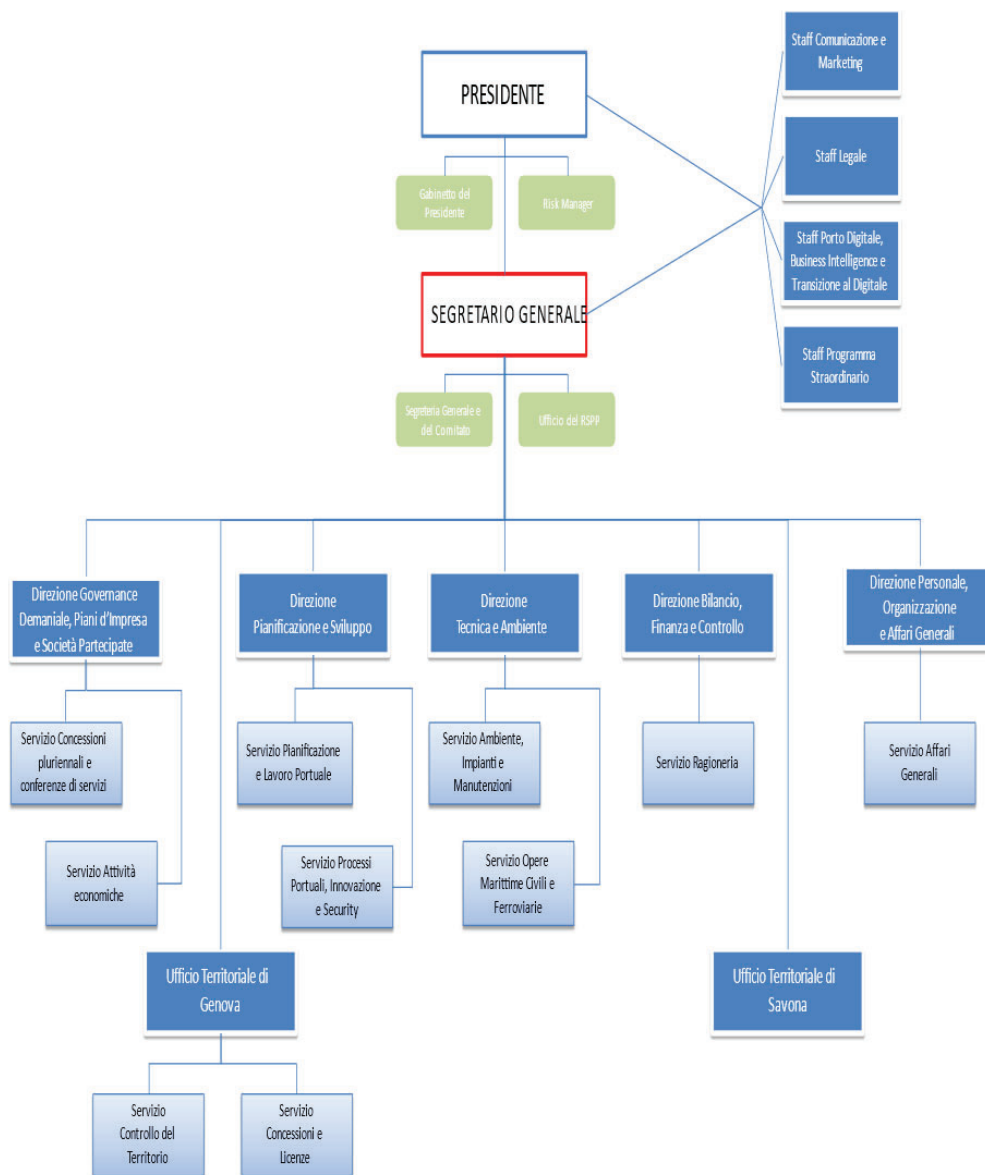 PRESIDENTE
Staff Comunicazione e
Marketing
Staff Legale
Gabinetto del
Presidente
Risk Manager
Staff Porto Digitale,
Business Intelligence e
Transizione al Digitale
SEGRETARIO GENERALE
Staff Programma
Straordinario
Segreteria Generale e
del Comitato
Ufficio del RSPP
Direzione Governance
Demaniale, Piani d'Impresa
e Società Partecipate
Direzione
Pianificazione e Sviluppo
Direzione
Tecnica e Ambiente
Direzione Bilancio,
Finanza e Controllo
Direzione Personale,
Organizzazione
e Affari Generali
Servizio Concessioni
pluriennali e
conferenze di servizi
Servizio Pianificazione
e Lavoro Portuale
Servizio Ambiente,
Impianti e
Manutenzioni
Servizio Ragioneria
Servizio Affari
Generali
Servizio Attività
economiche
Servizio Processi
Portuali, Innovazione
e Security
Servizio Opere
Marittime Civili e
Ferroviarie
Ufficio Territoriale di
Genova
Ufficio Territoriale di
Savona
Servizio
Controllo del
Territorio
Servizio
Concessioni e
Licenze